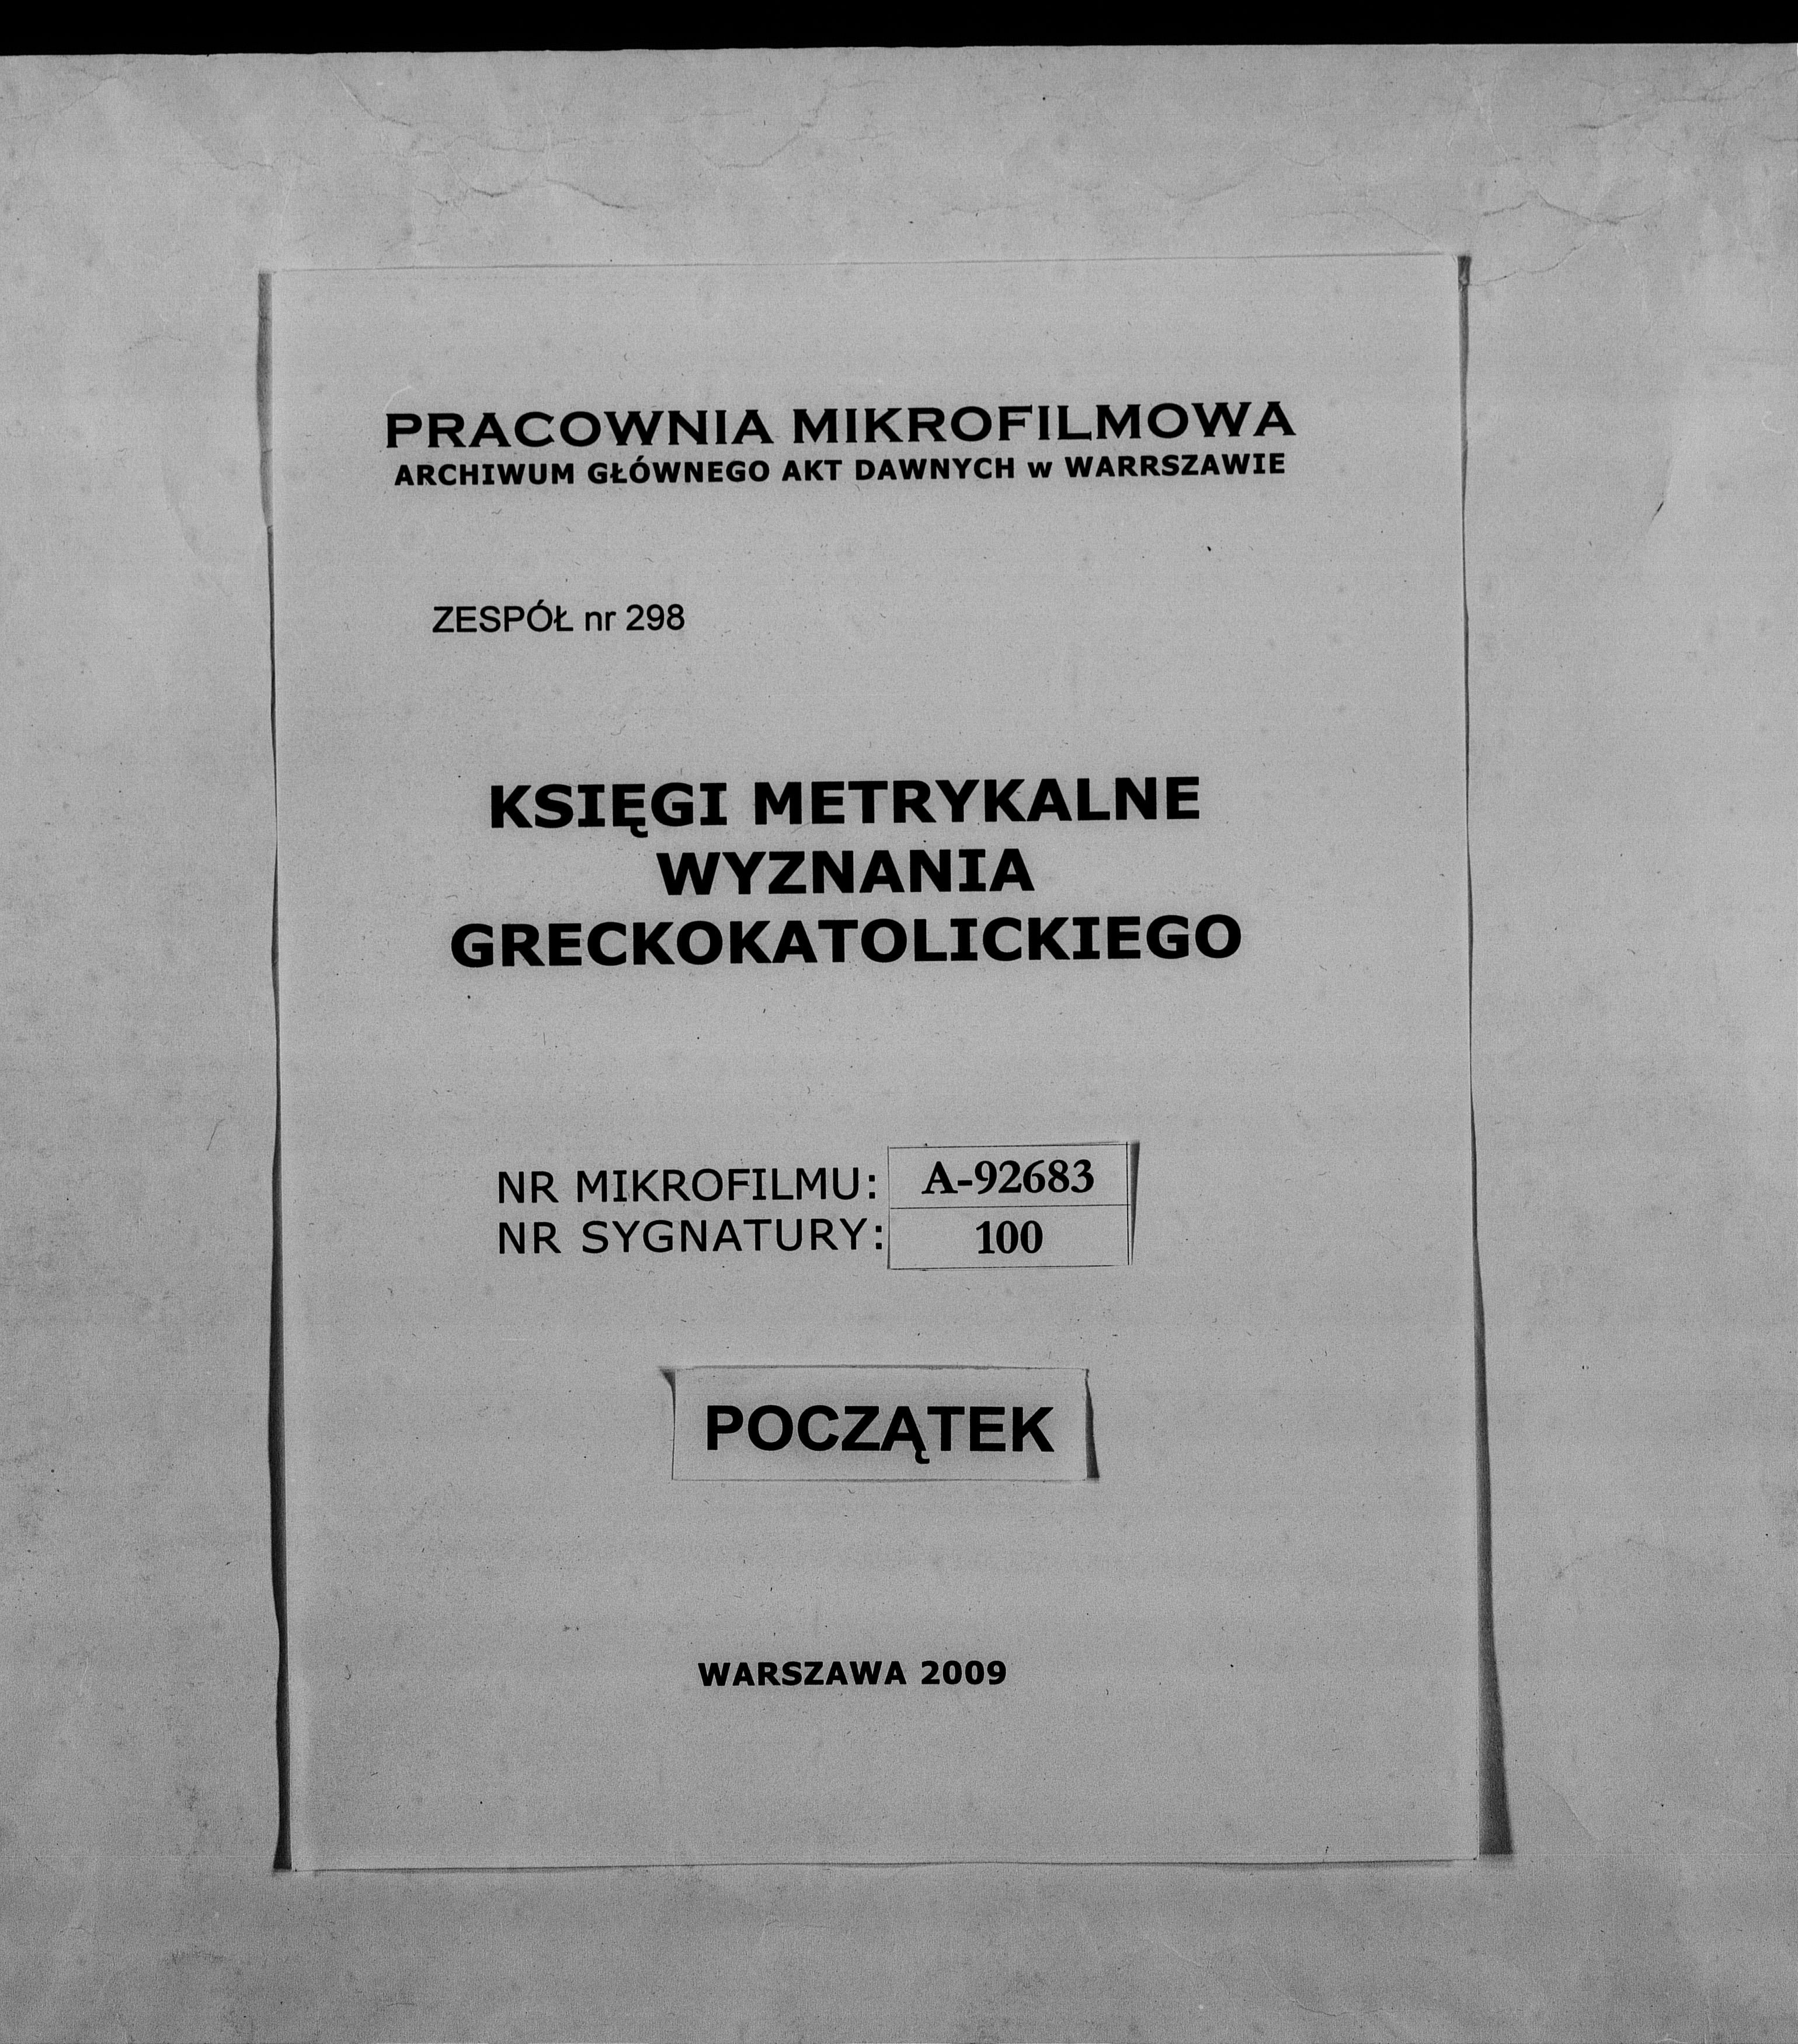 PRACOWNIA MIKROFILMOWA
ARCHIWUM GŁÓWNEGO AKT DAWNYCH w WARRSZAWIE
ZESPÓŁ nr 298
KSIĘGI METRYKALNE
WYZNANIA
GRECKOKATOLICKIEGO
NR MIKROFILMU: A-92683
NR SYGNATURY: 100
POCZĄTEK
WARSZAWA 2009